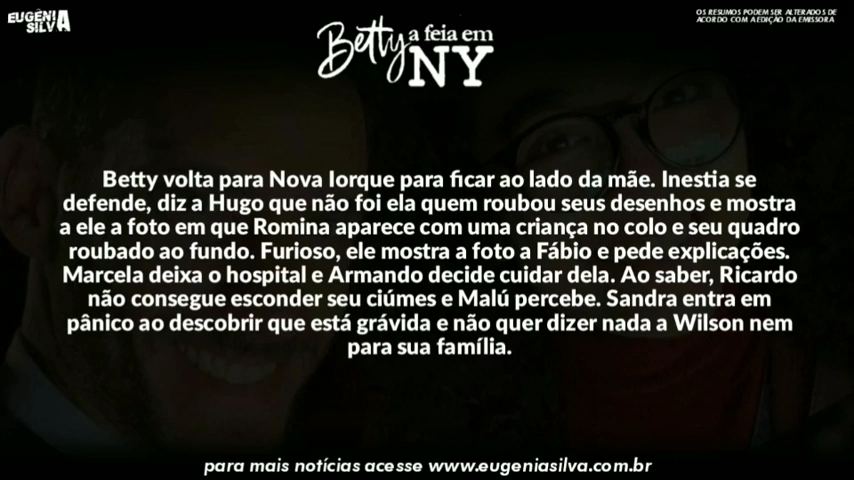 EUGÊNIA
SILVA
OS RESUMOS PODEM SER ALTERADOS DE
ACORDO COM A EDIÇÃO DA EMISSORA
Betty a feia em
NY
Betty volta para Nova Iorque para ficar ao lado da mãe. Inestia se
defende, diz a Hugo que não foi ela quem roubou seus desenhos e mostra
a ele a foto em que Romina aparece com uma criança no colo e seu quadro
roubado ao fundo. Furioso, ele mostra a foto a Fábio e pede explicações.
Marcela deixa o hospital e Armando decide cuidar dela. Ao saber, Ricardo
não consegue esconder seu ciúmes e Malú percebe. Sandra entra em
pânico ao descobrir que está grávida e não quer dizer nada a Wilson nem
para sua família.
para mais notícias acesse www.eugeniasilva.com.br